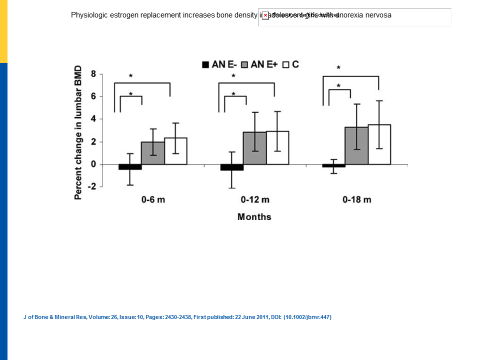 Physiologic estrogen replacement increases bone density in adolescent girls with anorexia nervosa
AN E- AN E+ C
Percent change in lumbar BMD
8
6
4
2
0
-2
* * *
* * *
0-6 m 0-12 m 0-18 m
Months
J of Bone & Mineral Res, Volume: 26, Issue: 10, Pages: 2430-2438, First published: 22 June 2011, DOI: (10.1002/jbmr.447)